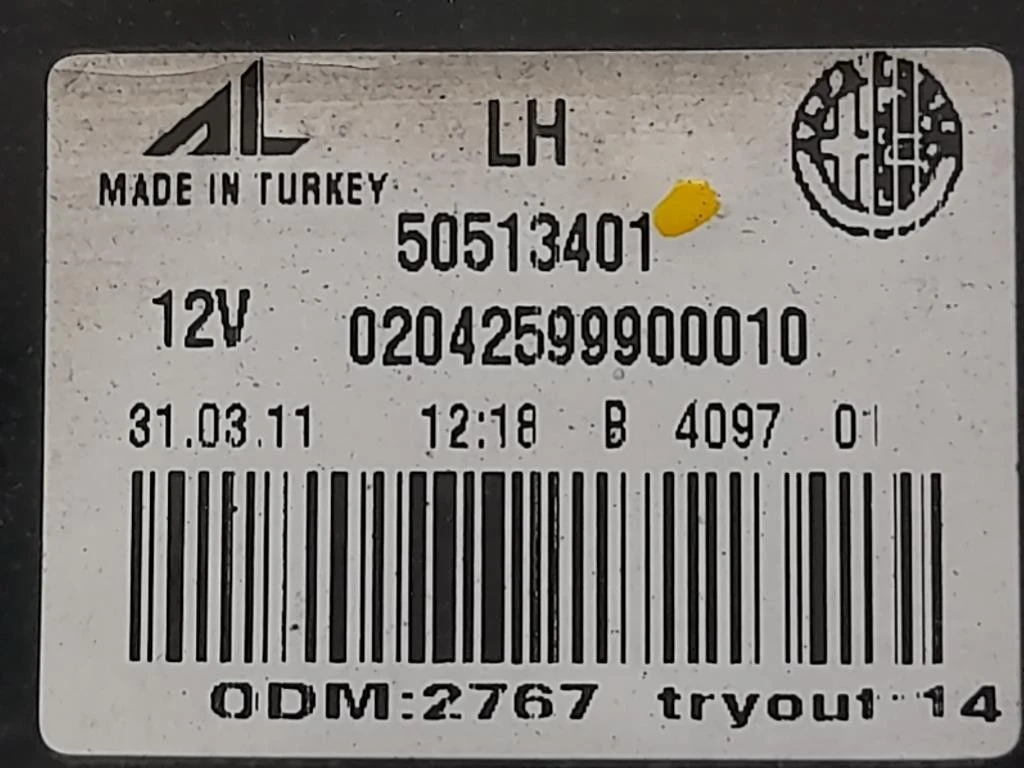 AL LH
MADE IN TURKEY
50513401
12V 02042599900010
31.03.11 12:18 B 4097 01
ODM:2767 tryout 14